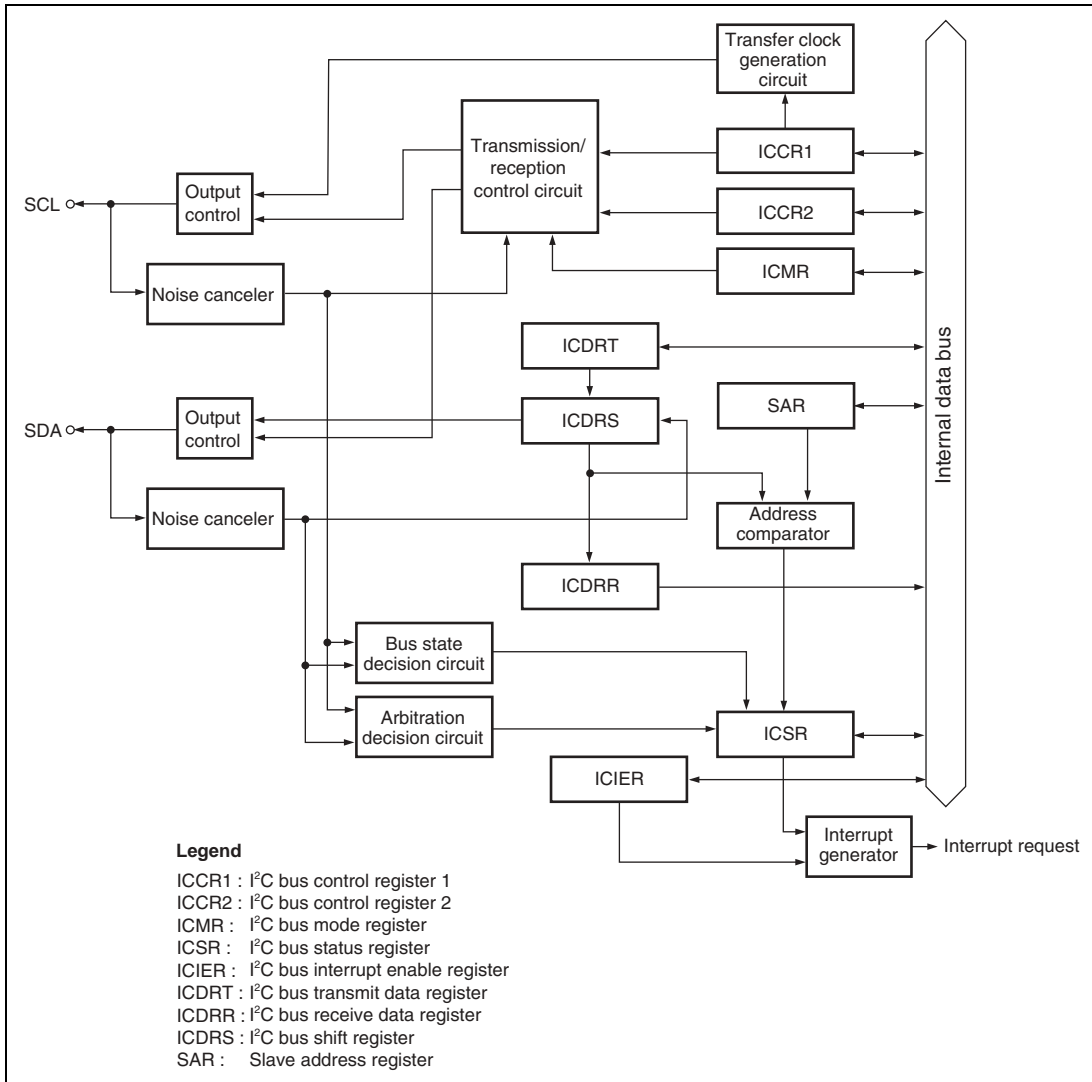 Transfer clock
generation
circuit
Transmission/
reception
control circuit
ICCR1
Output
control
SCL
ICCR2
ICMR
Noise canceler
ICDRT
Internal data bus
SAR
ICDRS
Output
control
SDA
Noise canceler
Address
comparator
ICDRR
Bus state
decision circuit
Arbitration
decision circuit
ICSR
ICIER
Interrupt
generator
Interrupt request
Legend
ICCR1 : I²C bus control register 1
ICCR2 : I²C bus control register 2
ICMR : I²C bus mode register
ICSR : I²C bus status register
ICIER : I²C bus interrupt enable register
ICDRT : I²C bus transmit data register
ICDRR : I²C bus receive data register
ICDRS : I²C bus shift register
SAR : Slave address register